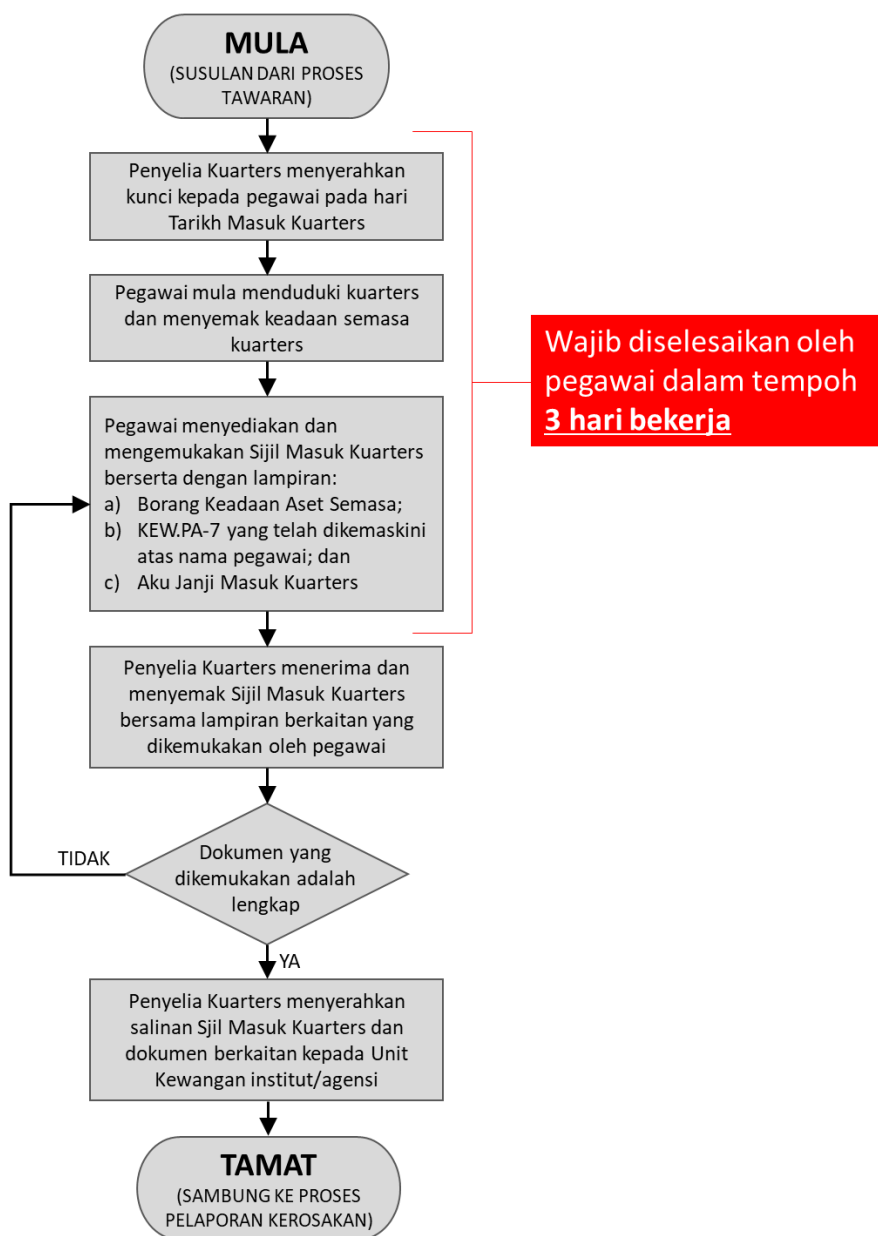 MULA
(SUSULAN DARI PROSES
TAWARAN)
Penyelia Kuarters menyerahkan
kunci kepada pegawai pada hari
Tarikh Masuk Kuarters
Pegawai mula menduduki kuarters
dan menyemak keadaan semasa
kuarters
Wajib diselesaikan oleh
pegawai dalam tempoh
3 hari bekerja
Pegawai menyediakan dan
mengemukakan Sijil Masuk Kuarters
berserta dengan lampiran:
a) Borang Keadaan Aset Semasa;
b) KEW.PA-7 yang telah dikemaskini
atas nama pegawai; dan
c) Aku Janji Masuk Kuarters
Penyelia Kuarters menerima dan
menyemak Sijil Masuk Kuarters
bersama lampiran berkaitan yang
dikemukakan oleh pegawai
TIDAK
Dokumen yang
dikemukakan adalah
lengkap
YA
Penyelia Kuarters menyerahkan
salinan Sjil Masuk Kuarters dan
dokumen berkaitan kepada Unit
Kewangan institut/agensi
TAMAT
(SAMBUNG KE PROSES
PELAPORAN KEROSAKAN)